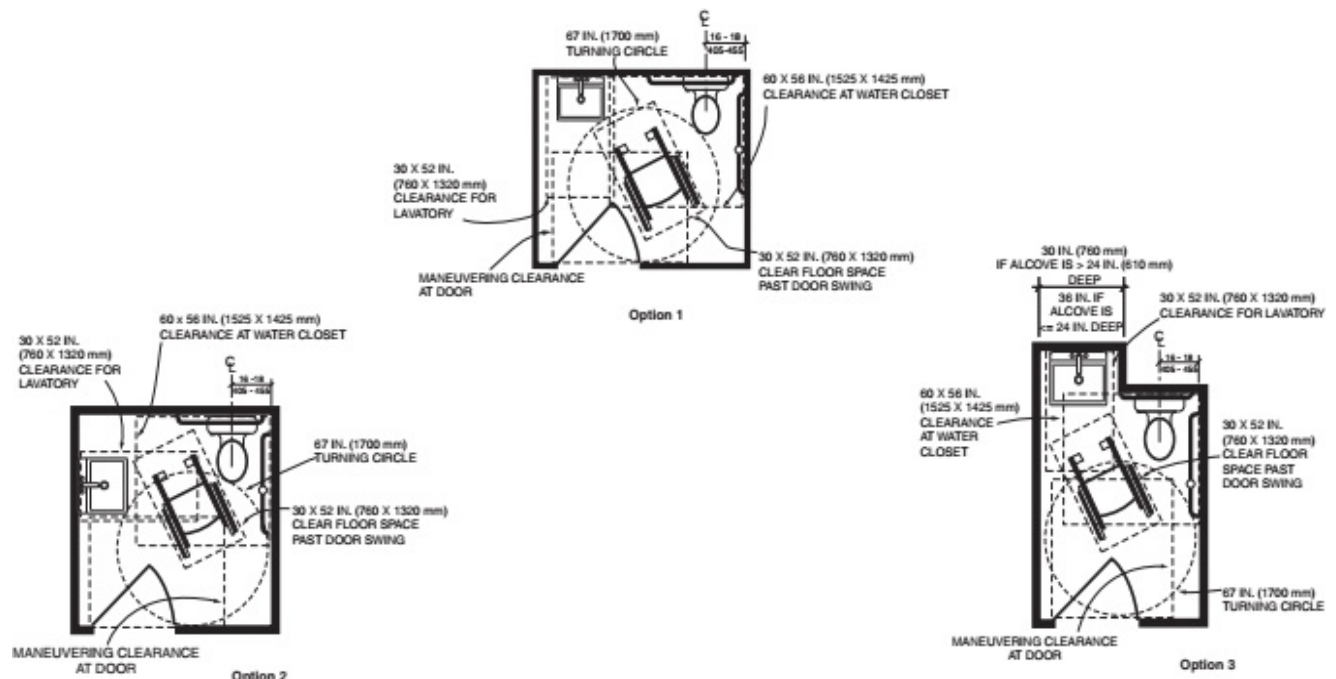 ℄
67 IN. (1700 mm)
TURNING CIRCLE
16 - 18
405-455
60 X 56 IN. (1525 X 1425 mm)
CLEARANCE AT WATER CLOSET
30 X 52 IN.
(760 X 1320 mm)
CLEARANCE FOR
LAVATORY
MANEUVERING CLEARANCE
AT DOOR
30 X 52 IN. (760 X 1320 mm)
CLEAR FLOOR SPACE
PAST DOOR SWING
Option 1
60 x 56 IN. (1525 X 1425 mm)
CLEARANCE AT WATER CLOSET
30 X 52 IN.
(760 X 1320 mm)
CLEARANCE FOR
LAVATORY
℄
16 -18
405 - 455
67 IN. (1700 mm)
TURNING CIRCLE
30 X 52 IN. (760 X 1320 mm)
CLEAR FLOOR SPACE
PAST DOOR SWING
MANEUVERING CLEARANCE
AT DOOR
Option 2
30 IN. (760 mm)
IF ALCOVE IS > 24 IN. (610 mm)
DEEP
36 IN. IF
ALCOVE IS
<= 24 IN. DEEP
30 X 52 IN. (760 X 1320 mm)
CLEARANCE FOR LAVATORY
℄
16 - 18
405-455
60 X 56 IN.
(1525 X 1425 mm)
CLEARANCE
AT WATER
CLOSET
30 X 52 IN.
(760 X 1320 mm)
CLEAR FLOOR
SPACE PAST
DOOR SWING
67 IN. (1700 mm)
TURNING CIRCLE
MANEUVERING CLEARANCE
AT DOOR
Option 3